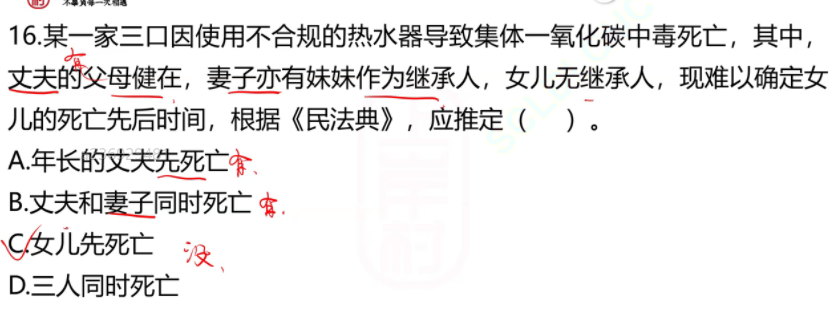 不辜负每一次相遇
16.某一家三口因使用不合规的热水器导致集体一氧化碳中毒死亡，其中，
丈夫的父母健在，妻子亦有妹妹作为继承人，女儿无继承人，现难以确定女
儿的死亡先后时间，根据《民法典》，应推定（ ）。
A.年长的丈夫先死亡 有、
B.丈夫和妻子同时死亡 有.
C.女儿先死亡 没、
D.三人同时死亡